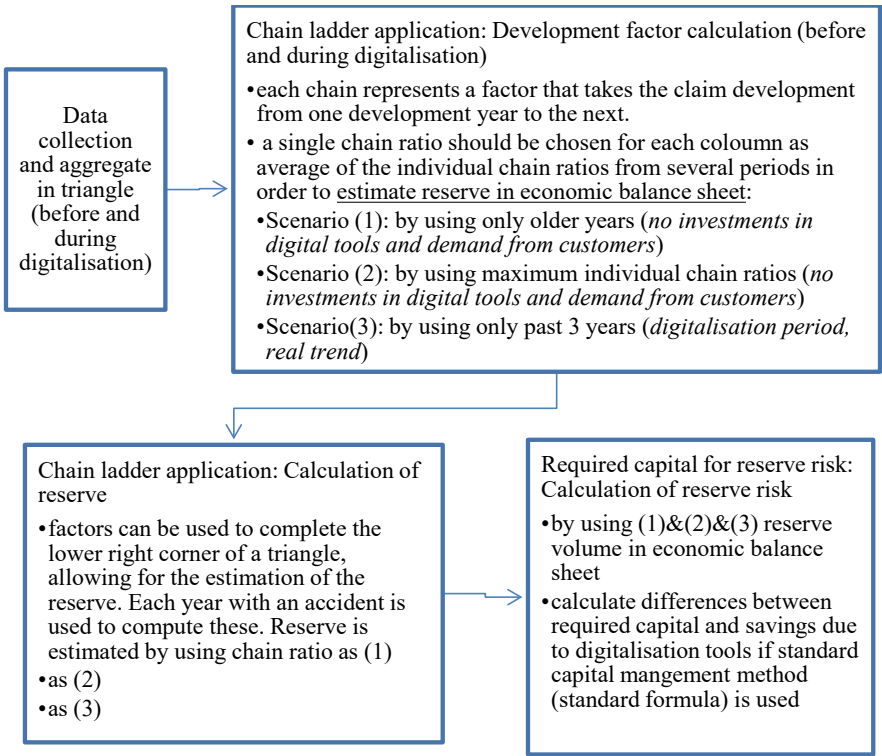 Data
collection
and aggregate
in triangle
(before and
during
digitalisation)
Chain ladder application: Development factor calculation (before
and during digitalisation)
•each chain represents a factor that takes the claim development
from one development year to the next.
• a single chain ratio should be chosen for each coloumn as
average of the individual chain ratios from several periods in
order to estimate reserve in economic balance sheet:
•Scenario (1): by using only older years (no investments in
digital tools and demand from customers)
•Scenario (2): by using maximum individual chain ratios (no
investments in digital tools and demand from customers)
•Scenario(3): by using only past 3 years (digitalisation period,
real trend)
Chain ladder application: Calculation of
reserve
•factors can be used to complete the
lower right corner of a triangle,
allowing for the estimation of the
reserve. Each year with an accident is
used to compute these. Reserve is
estimated by using chain ratio as (1)
•as (2)
•as (3)
Required capital for reserve risk:
Calculation of reserve risk
•by using (1)&(2)&(3) reserve
volume in economic balance
sheet
•calculate differences between
required capital and savings due
to digitalisation tools if standard
capital mangement method
(standard formula) is used